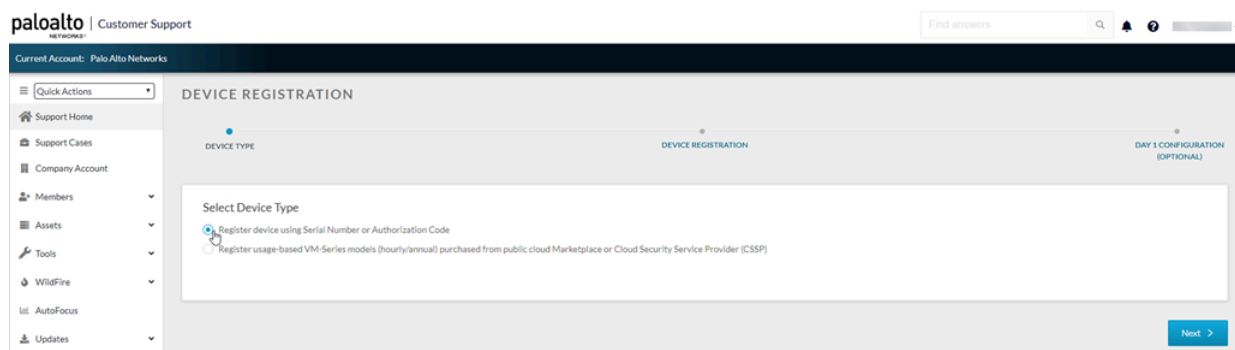 paloalto | Customer Support
NETWORKS
Find answers
Current Account: Palo Alto Networks
Quick Actions
Support Home
Support Cases
Company Account
Members
Assets
Tools
WildFire
AutoFocus
Updates
DEVICE REGISTRATION
DEVICE TYPE
DEVICE REGISTRATION
DAY 1 CONFIGURATION
(OPTIONAL)
Select Device Type
Register device using Serial Number or Authorization Code
Register usage-based VM-Series models (hourly/annual) purchased from public cloud Marketplace or Cloud Security Service Provider (CSSP)
Next >